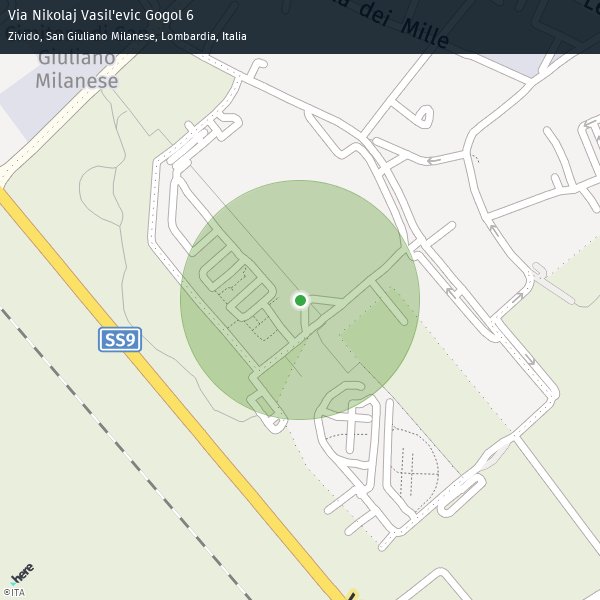 Via Nikolaj Vasil'evic Gogol 6
Zivido, San Giuliano Milanese, Lombardia, Italia
dei Mille
Giuliano
Milanese
SS9
here
©ITA